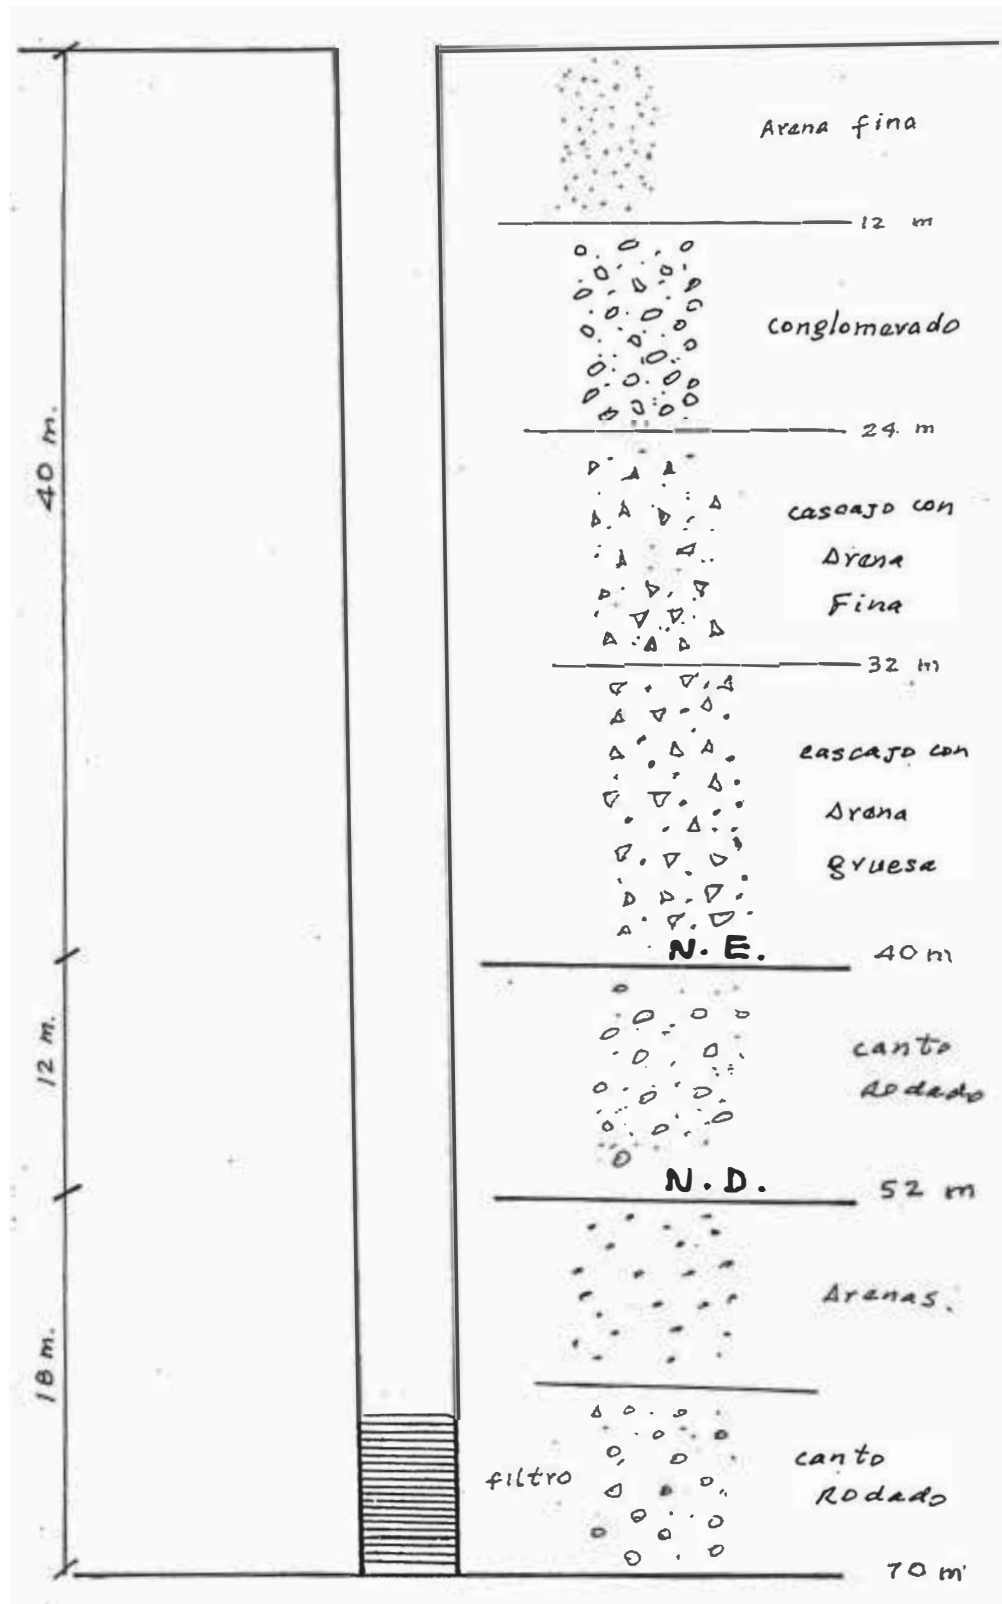 Arena fina
12 m
conglomerado
24 m
cascajo con
Arena
Fina
32 m
40 m.
cascajo con
Arena
gruesa
N. E.
40 m
12 m.
canto
Rodado
N. D.
52 m
18 m.
Arenas.
filtro
canto
Rodado
70 m